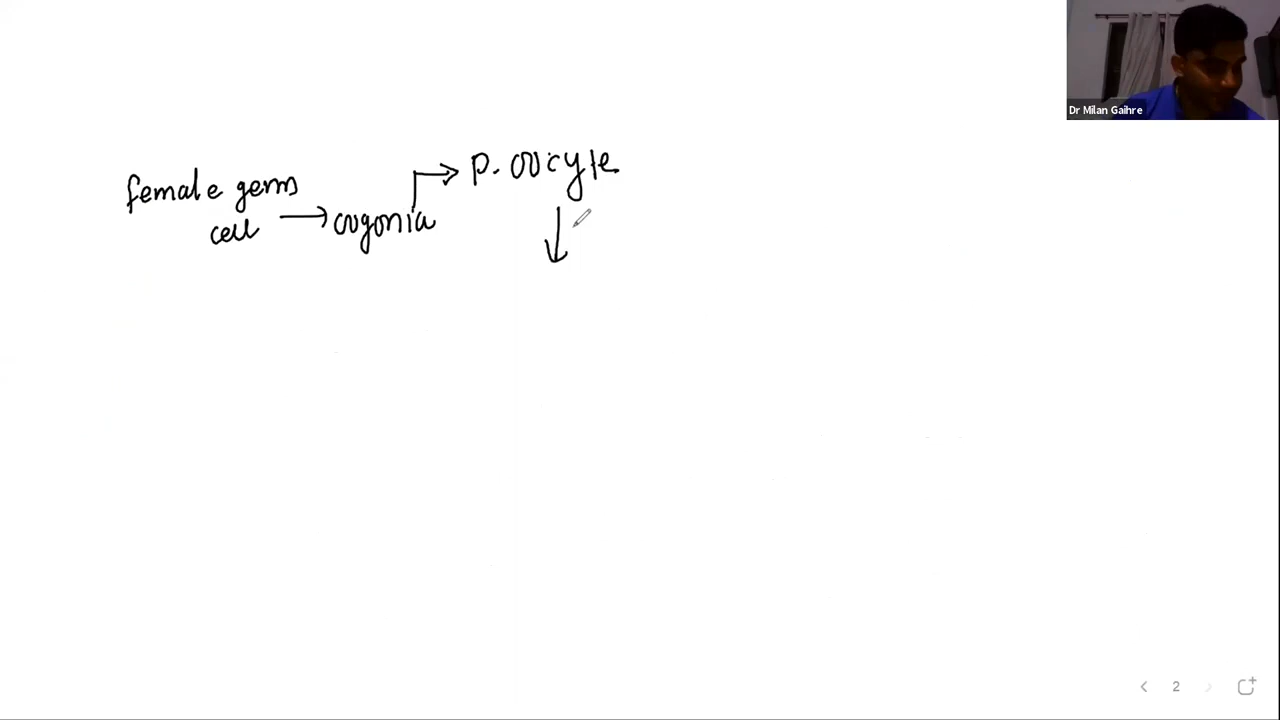 Dr Milan Gaihre
p. oocyte
female germ
cell → oogonia
2